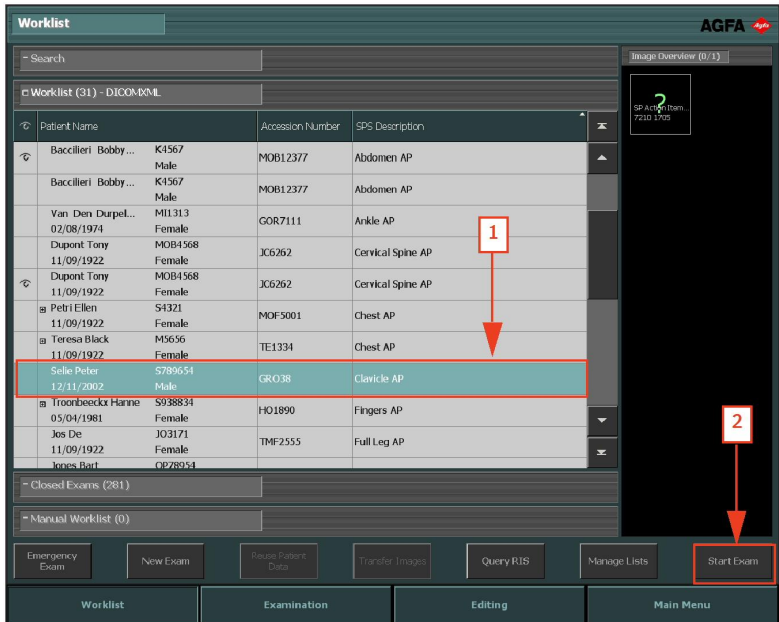 Worklist
AGFA
- Search
Image Overview (0/1)
Worklist (31) - DICOMXML
SP Action Item...
7210 1705
?
Patient Name Accession Number SPS Description
Baccilieri Bobby... K4567 MOB12377 Abdomen AP
Male
Baccilieri Bobby... K4567 MOB12377 Abdomen AP
Male
Van Den Durpel... MI1313 GOR7111 Ankle AP
02/08/1974 Female
1
Dupont Tony MOB4568 JC6262 Cervical Spine AP
11/09/1922 Female
Dupont Tony MOB4568 JC6262 Cervical Spine AP
11/09/1922 Female
Petri Ellen S4321 MOF5001 Chest AP
11/09/1922 Female
Teresa Black M5656 TE1334 Chest AP
11/09/1922 Female
Selie Peter S789654 GRO38 Clavicle AP
12/11/2002 Male
Troonbeeckx Hanne S938834 HO1890 Fingers AP
05/04/1981 Female
2
Jos De JO3171 TMF2555 Full Leg AP
11/09/1922 Female
Jones Bart OP78954
- Closed Exams (281)
- Manual Worklist (0)
Emergency Exam New Exam Reuse Patient Data Transfer Images Query RIS Manage Lists Start Exam
Worklist Examination Editing Main Menu